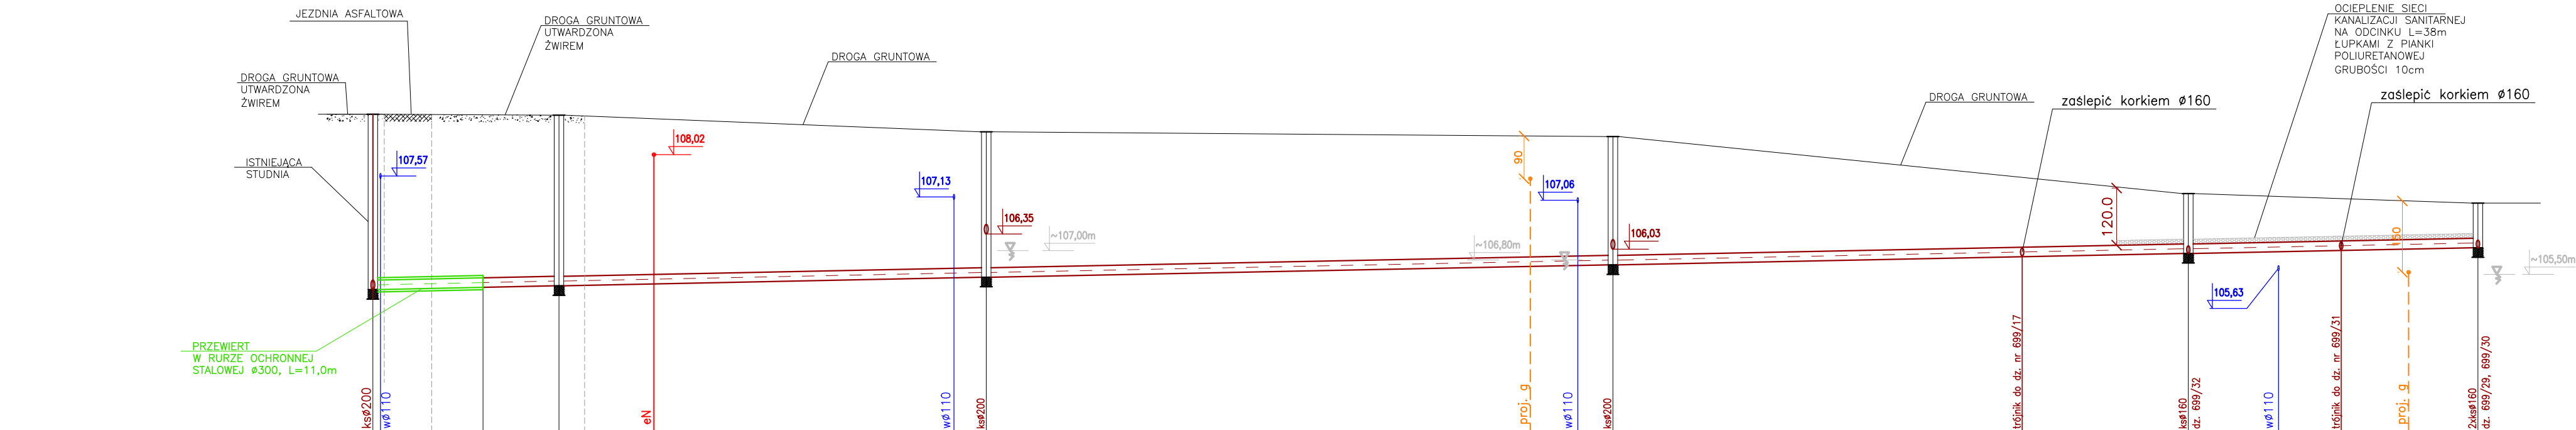 JEZDNIA ASFALTOWA
DROGA GRUNTOWA
UTWARDZONA
ŻWIREM
DROGA GRUNTOWA
UTWARDZONA
ŻWIREM
DROGA GRUNTOWA
OCIEPLENIE SIECI
KANALIZACJI SANITARNEJ
NA ODCINKU L=38m
ŁUPKAMI Z PIANKI
POLIURETANOWEJ
GRUBOŚCI 10cm
DROGA GRUNTOWA
zaślepić korkiem ø160
zaślepić korkiem ø160
ISTNIEJĄCA
STUDNIA
107,57
108,02
107,13
106,35
~107,00m
90
107,06
~106,80m
106,03
120.0
105,63
~105,50m
PRZEWIERT
W RURZE OCHRONNEJ
STALOWEJ ø300, L=11,0m
ksø200
wø110
eN
wø110
ksø200
proj. g
wø110
ksø200
trójnik do dz. nr 699/17
ksø160
dz. 699/32
wø110
trójnik do dz. nr 699/31
proj. g
2xksø160
dz. 699/29, 699/30